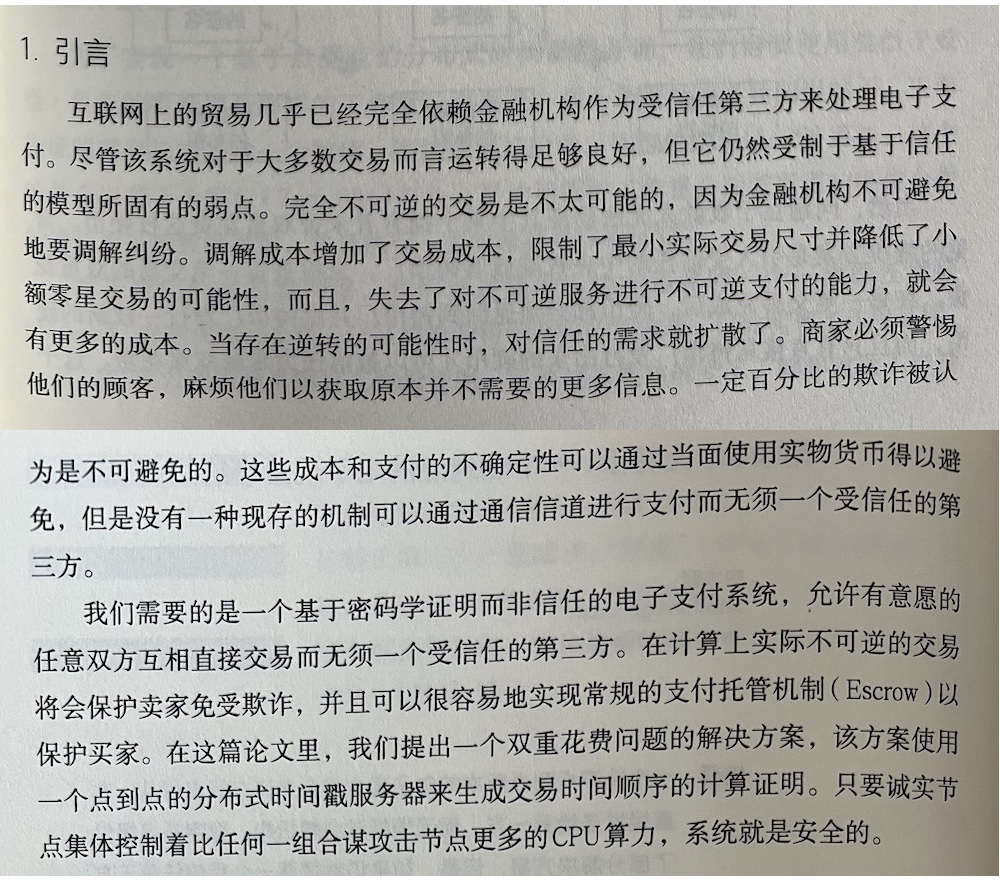 1. 引言
互联网上的贸易几乎已经完全依赖金融机构作为受信任第三方来处理电子支
付。尽管该系统对于大多数交易而言运转得足够良好，但它仍然受制于基于信任
的模型所固有的弱点。完全不可逆的交易是不太可能的，因为金融机构不可避免
地要调解纠纷。调解成本增加了交易成本，限制了最小实际交易尺寸并降低了小
额零星交易的可能性，而且，失去了对不可逆服务进行不可逆支付的能力，就会
有更多的成本。当存在逆转的可能性时，对信任的需求就扩散了。商家必须警惕
他们的顾客，麻烦他们以获取原本并不需要的更多信息。一定百分比的欺诈被认
为是不可避免的。这些成本和支付的不确定性可以通过当面使用实物货币得以避
免，但是没有一种现存的机制可以通过通信信道进行支付而无须一个受信任的第
三方。
我们需要的是一个基于密码学证明而非信任的电子支付系统，允许有意愿的
任意双方互相直接交易而无须一个受信任的第三方。在计算上实际不可逆的交易
将会保护卖家免受欺诈，并且可以很容易地实现常规的支付托管机制（Escrow）以
保护买家。在这篇论文里，我们提出一个双重花费问题的解决方案，该方案使用
一个点到点的分布式时间戳服务器来生成交易时间顺序的计算证明。只要诚实节
点集体控制着比任何一组合谋攻击节点更多的CPU算力，系统就是安全的。